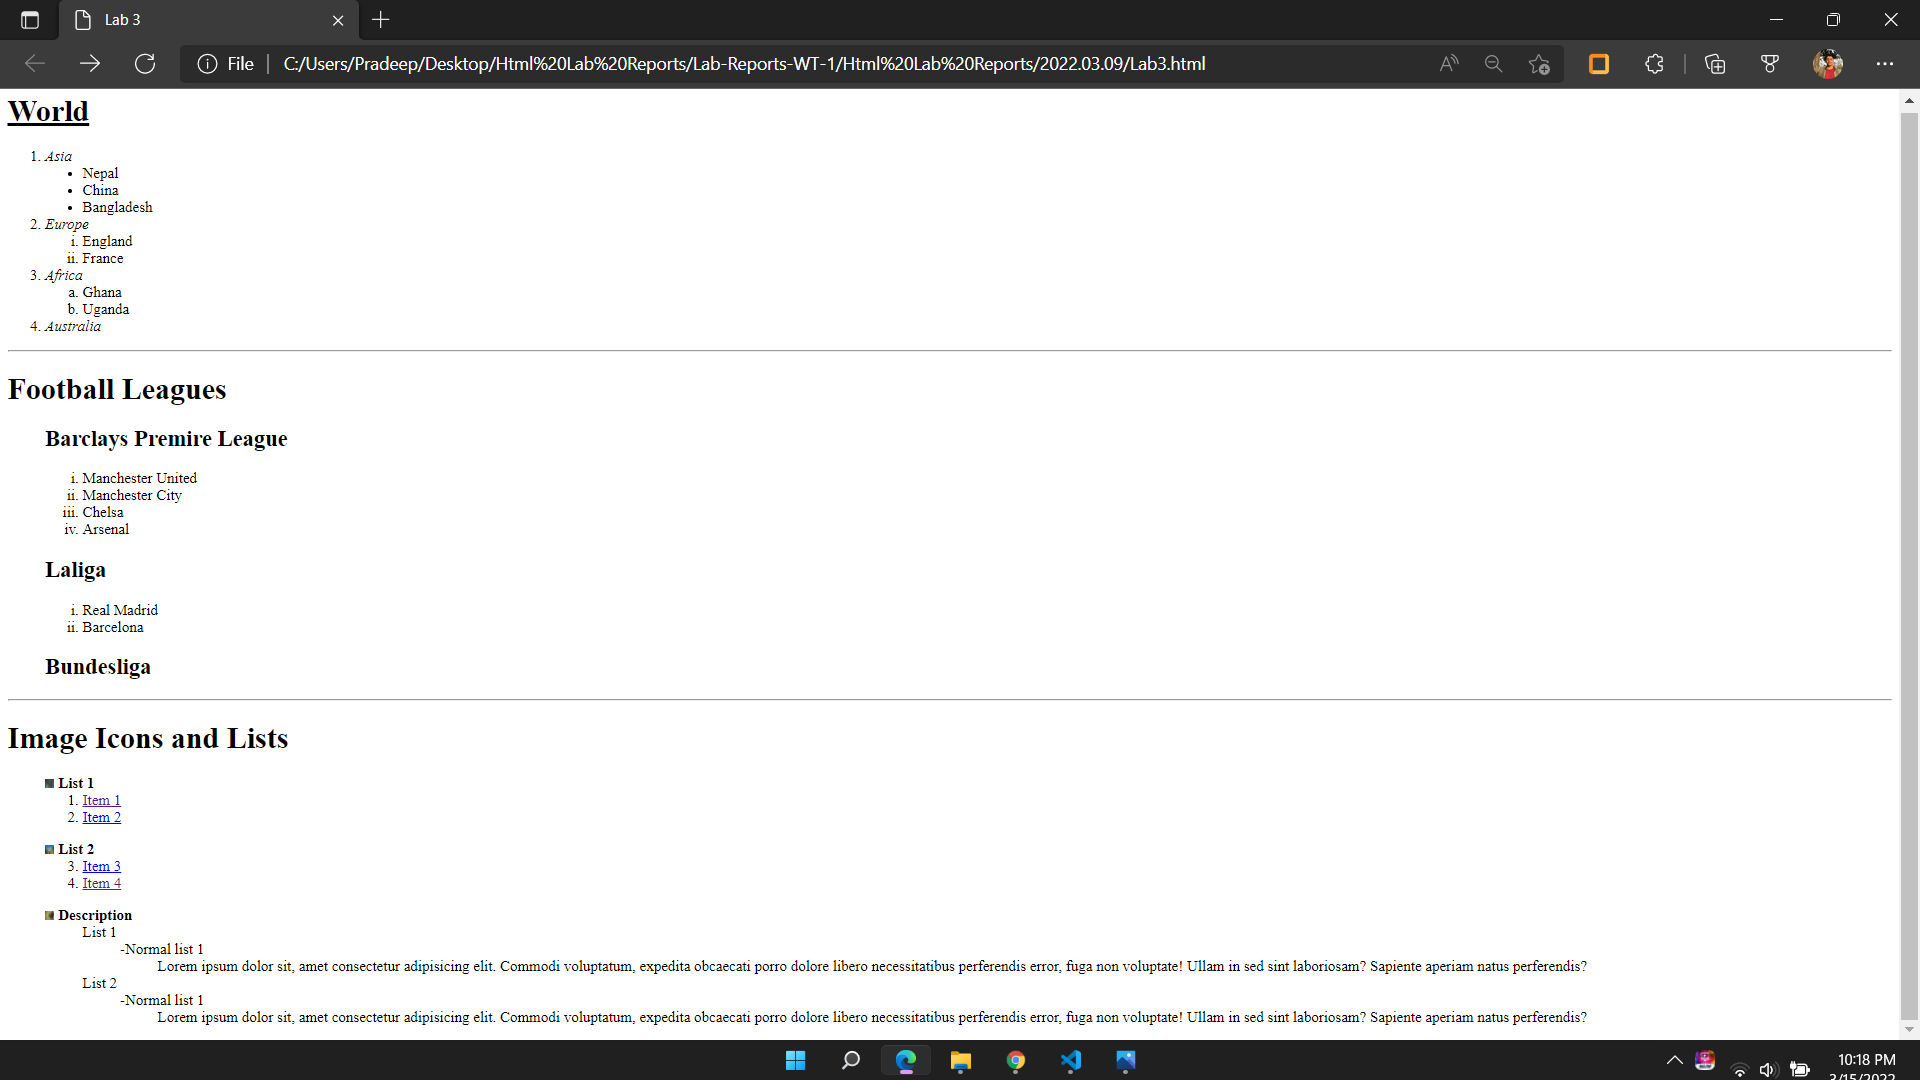 Lab 3
File
C:/Users/Pradeep/Desktop/Html%20Lab%20Reports/Lab-Reports-WT-1/Html%20Lab%20Reports/2022.03.09/Lab3.html
World
1. Asia
• Nepal
• China
• Bangladesh
2. Europe
i. England
ii. France
3. Africa
a. Ghana
b. Uganda
4. Australia
Football Leagues
Barclays Premire League
i. Manchester United
ii. Manchester City
iii. Chelsa
iv. Arsenal
Laliga
i. Real Madrid
ii. Barcelona
Bundesliga
Image Icons and Lists
List 1
1. Item 1
2. Item 2
List 2
3. Item 3
4. Item 4
Description
List 1
-Normal list 1
Lorem ipsum dolor sit, amet consectetur adipisicing elit. Commodi voluptatum, expedita obcaecati porro dolore libero necessitatibus perferendis error, fuga non voluptate! Ullam in sed sint laboriosam? Sapiente aperiam natus perferendis?
List 2
-Normal list 1
Lorem ipsum dolor sit, amet consectetur adipisicing elit. Commodi voluptatum, expedita obcaecati porro dolore libero necessitatibus perferendis error, fuga non voluptate! Ullam in sed sint laboriosam? Sapiente aperiam natus perferendis?
10:18 PM
3/15/2022